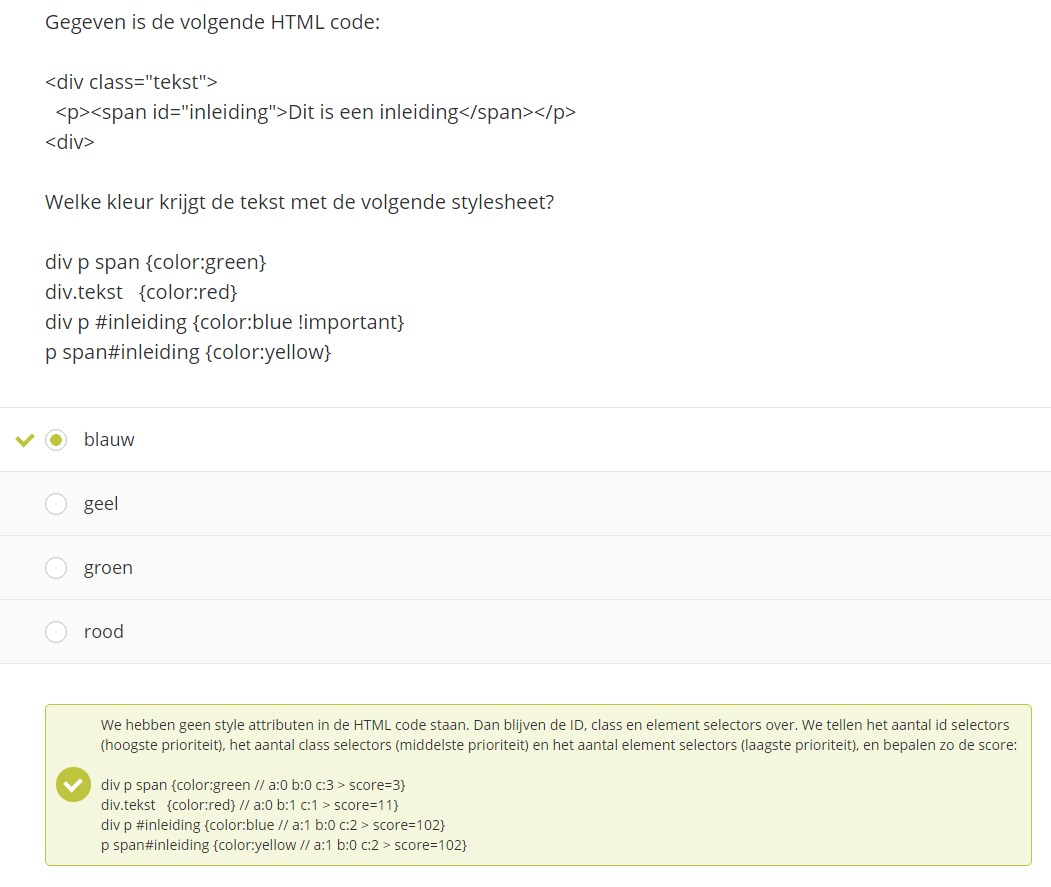 Gegeven is de volgende HTML code:
<div class="tekst">
<p><span id="inleiding">Dit is een inleiding</span></p>
<div>
Welke kleur krijgt de tekst met de volgende stylesheet?
div p span {color:green}
div.tekst {color:red}
div p #inleiding {color:blue !important}
p span#inleiding {color:yellow}
blauw
geel
groen
rood
We hebben geen style attributen in de HTML code staan. Dan blijven de ID, class en element selectors over. We tellen het aantal id selectors
(hoogste prioriteit), het aantal class selectors (middelste prioriteit) en het aantal element selectors (laagste prioriteit), en bepalen zo de score:
div p span {color:green // a:0 b:0 c:3 > score=3}
div.tekst {color:red} // a:0 b:1 c:1 > score=11}
div p #inleiding {color:blue // a:1 b:0 c:2 > score=102}
p span#inleiding {color:yellow // a:1 b:0 c:2 > score=102}